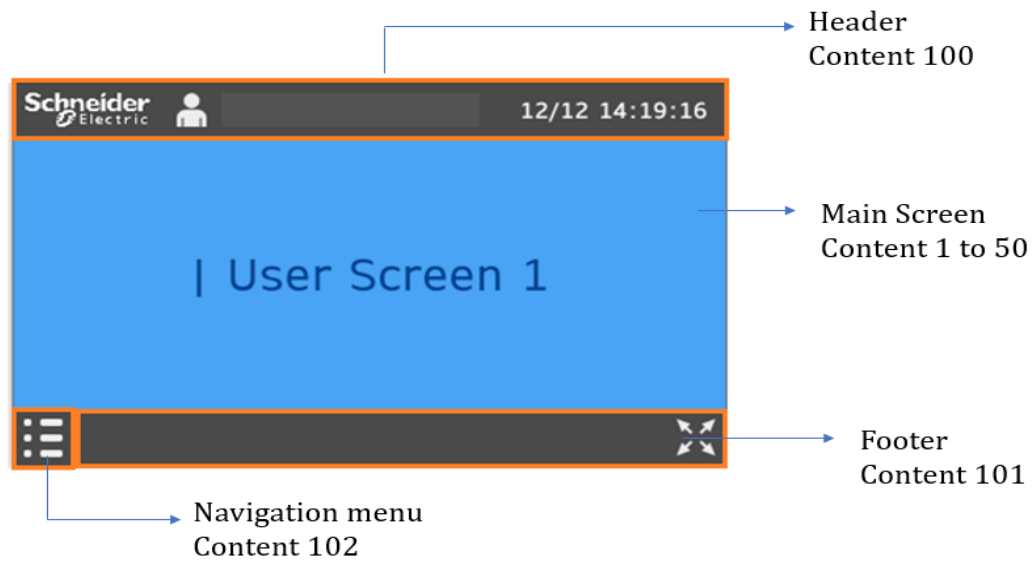 Header
Content 100
Schneider
Electric
12/12 14:19:16
Main Screen
Content 1 to 50
| User Screen 1
Footer
Content 101
Navigation menu
Content 102